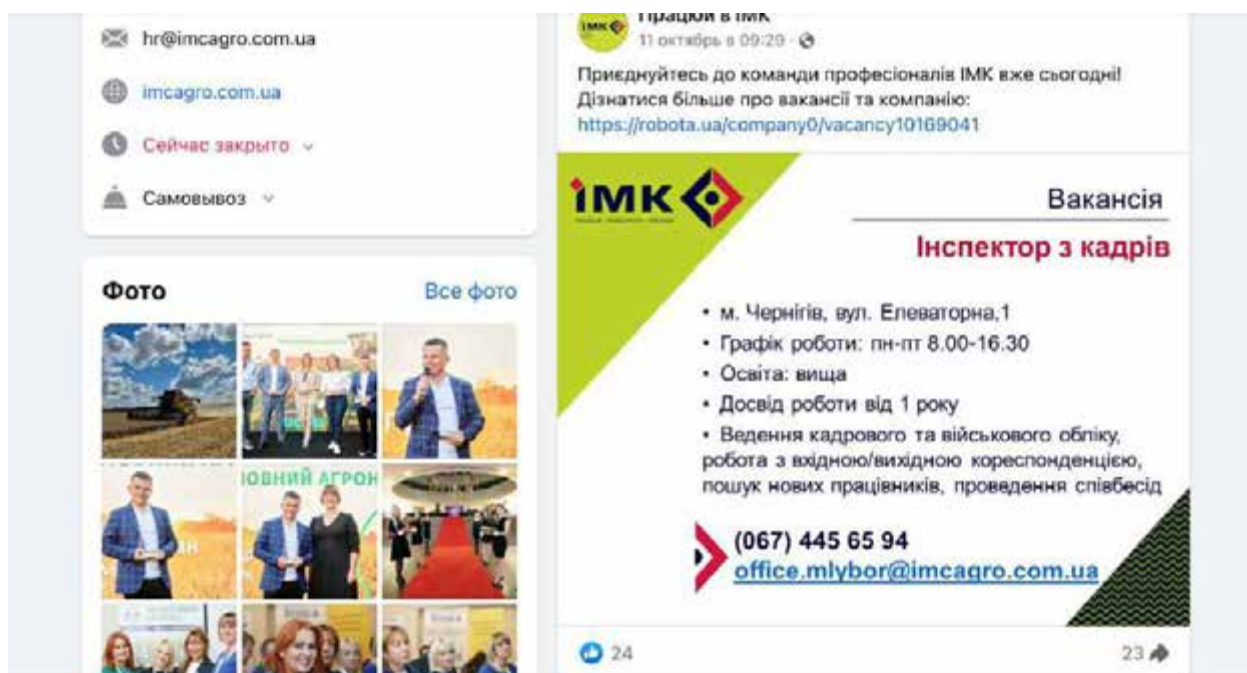 hr@imcagro.com.ua
imcagro.com.ua
Сейчас закрыто
Самовывоз
Фото
Все фото
ОВНИЙ АГРОН
Працюй в ІМК
11 октябрь в 09:29
Приєднуйтесь до команди професіоналів ІМК вже сьогодні!
Дізнатися більше про вакансії та компанію:
https://robota.ua/company0/vacancy10169041
ІМК
Вакансія
Інспектор з кадрів
• м. Чернігів, вул. Елеваторна,1
• Графік роботи: пн-пт 8.00-16.30
• Освіта: вища
• Досвід роботи від 1 року
• Ведення кадрового та військового обліку,
робота з вхідною/вихідною кореспонденцією,
пошук нових працівників, проведення співбесід
(067) 445 65 94
office.mlybor@imcagro.com.ua
24
23